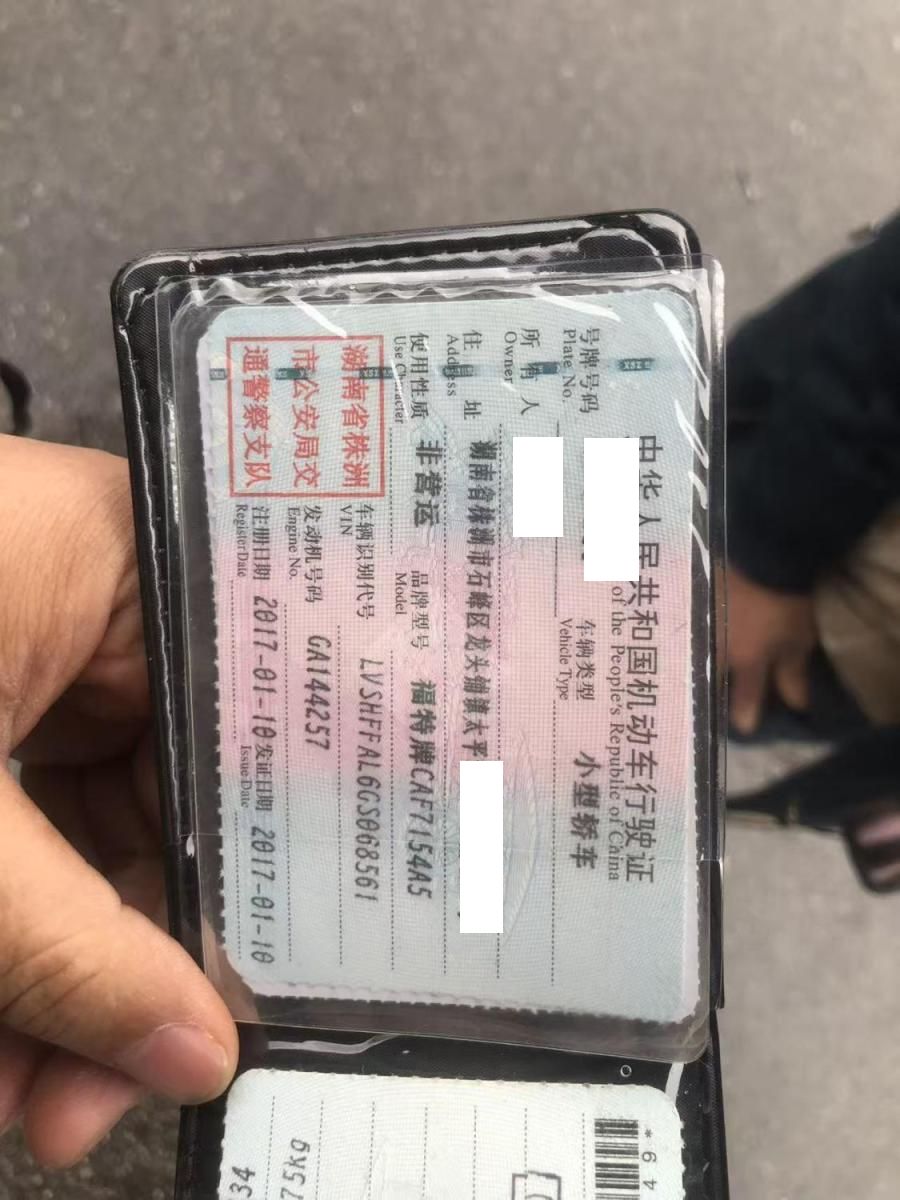 中华人民共和国机动车行驶证
of the People's Republic of China
号牌号码
Plate No.
车辆类型
Vehicle Type
小型轿车
所有人
Owner
住址
Address
湖南省株洲市石峰区龙头铺镇太平
使用性质
Use Character
非营运
品牌型号
Model
福特牌CAF7154A5
湖南省株洲
市公安局交
通警察支队
车辆识别代号
VIN
LVSHFFAL6GS068561
发动机号码
Engine No.
GA144257
注册日期
Register Date
2017-01-10
发证日期
Issue Date
2017-01-10
*64
75kg
34